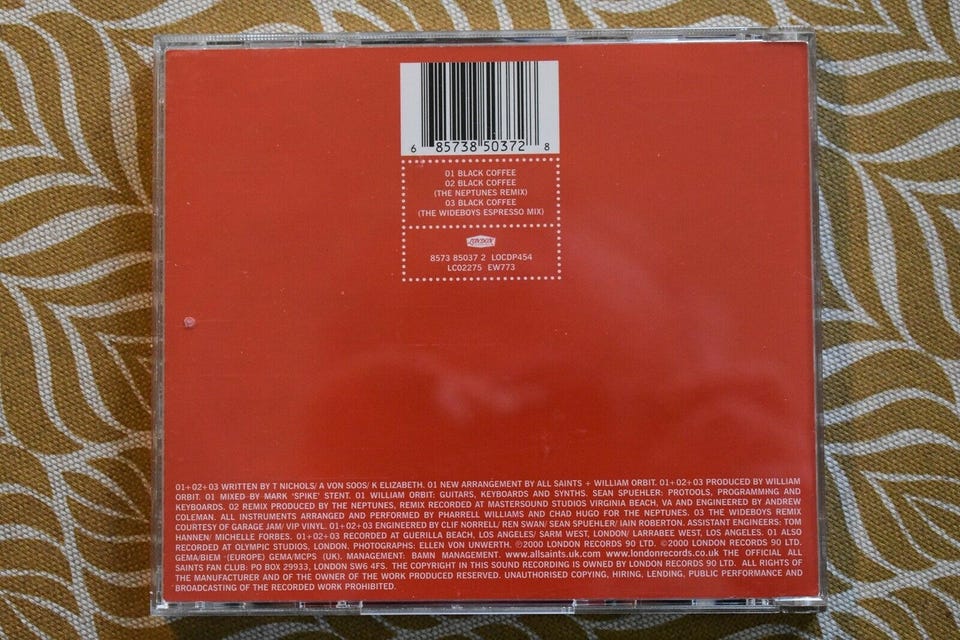 6 85738 50372 8
01 BLACK COFFEE
02 BLACK COFFEE
(THE NEPTUNES REMIX)
03 BLACK COFFEE
(THE WIDEBOYS ESPRESSO MIX)
LONDON
8573 85037 2 LOCDP454
LC02275 EW773
01+02+03 WRITTEN BY T NICHOLS/ A VON SOOS/ K ELIZABETH. 01 NEW ARRANGEMENT BY ALL SAINTS + WILLIAM ORBIT. 01+02+03 PRODUCED BY WILLIAM
ORBIT. 01 MIXED BY MARK 'SPIKE' STENT. 01 WILLIAM ORBIT: GUITARS, KEYBOARDS AND SYNTHS. SEAN SPUEHLER: PROTOOLS, PROGRAMMING AND
KEYBOARDS. 02 REMIX PRODUCED BY THE NEPTUNES, REMIX RECORDED AT MASTERSOUND STUDIOS VIRGINIA BEACH, VA AND ENGINEERED BY ANDREW
COLEMAN. ALL INSTRUMENTS ARRANGED AND PERFORMED BY PHARRELL WILLIAMS AND CHAD HUGO FOR THE NEPTUNES. 03 THE WIDEBOYS REMIX
COURTESY OF GARAGE JAM/ VIP VINYL. 01+02+03 ENGINEERED BY CLIF NORRELL/ REN SWAN/ SEAN SPUEHLER/ IAIN ROBERTON. ASSISTANT ENGINEERS: TOM
HANNEN/ MICHELLE FORBES. 01+02+03 RECORDED AT GUERILLA BEACH, LOS ANGELES/ SARM WEST, LONDON/ LARRABEE WEST, LOS ANGELES. 01 ALSO
RECORDED AT OLYMPIC STUDIOS, LONDON. PHOTOGRAPHS: ELLEN VON UNWERTH. ℗2000 LONDON RECORDS 90 LTD. ©2000 LONDON RECORDS 90 LTD.
GEMA/BIEM (EUROPE) GEMA/MCPS (UK). MANAGEMENT: BAMN MANAGEMENT. www.allsaints.uk.com www.londonrecords.co.uk THE OFFICIAL ALL
SAINTS FAN CLUB: PO BOX 29933, LONDON SW6 4FS. THE COPYRIGHT IN THIS SOUND RECORDING IS OWNED BY LONDON RECORDS 90 LTD. ALL RIGHTS OF
THE MANUFACTURER AND OF THE OWNER OF THE WORK PRODUCED RESERVED. UNAUTHORISED COPYING, HIRING, LENDING, PUBLIC PERFORMANCE AND
BROADCASTING OF THE RECORDED WORK PROHIBITED.